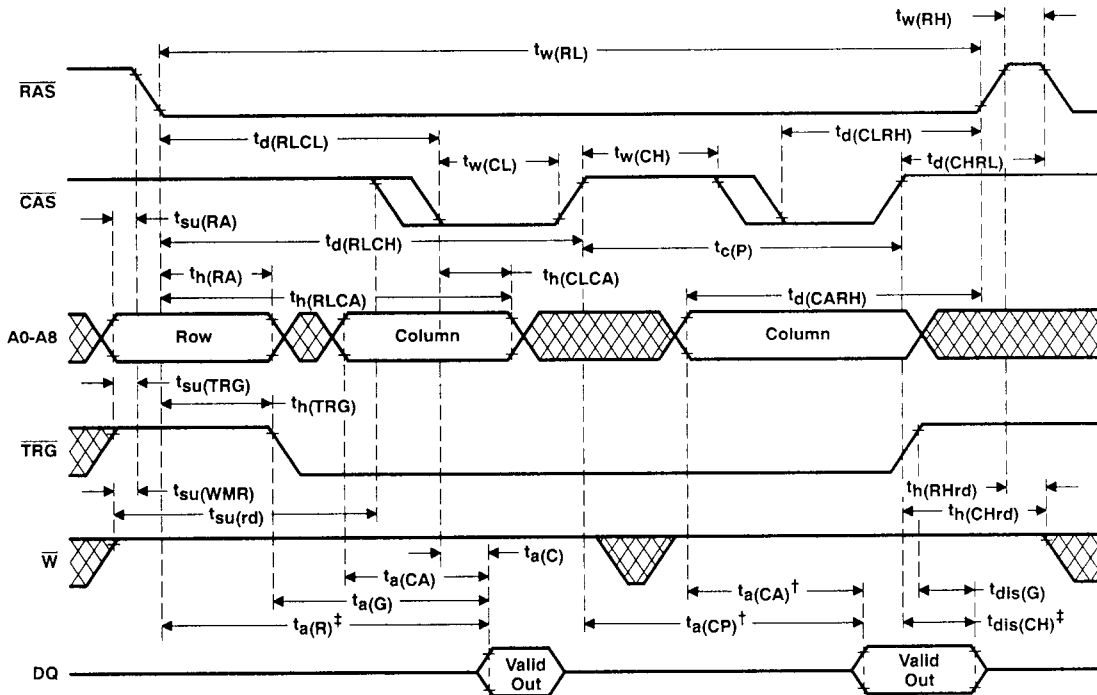 tw(RH)
tw(RL)
RAS
td(RLCL)
td(CLRH)
tw(CL)
tw(CH)
td(CHRL)
CAS
tsu(RA)
td(RLCH)
tc(P)
th(RA)
th(CLCA)
th(RLCA)
td(CARH)
A0-A8
Row
Column
Column
tsu(TRG)
th(TRG)
TRG
tsu(WMR)
th(RHrd)
tsu(rd)
th(CHrd)
W
ta(C)
ta(CA)
ta(CA)†
tdis(G)
ta(G)
ta(R)‡
ta(CP)†
tdis(CH)‡
DQ
Valid
Out
Valid
Out